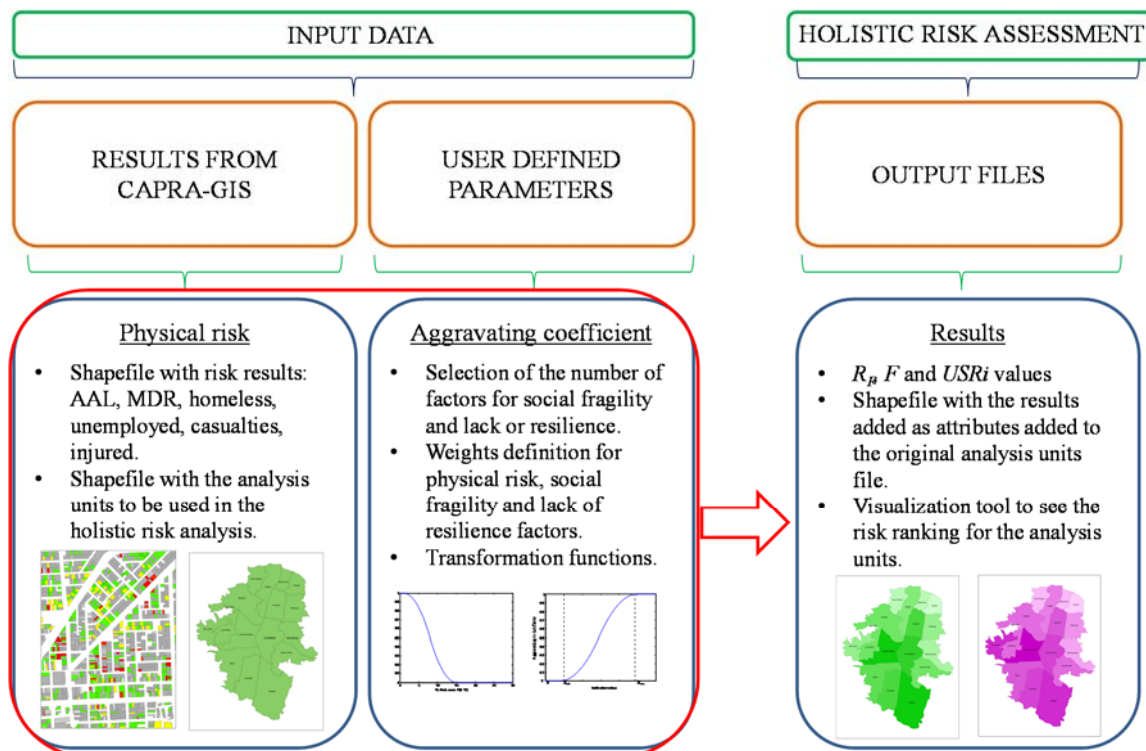 INPUT DATA
HOLISTIC RISK ASSESSMENT
RESULTS FROM
CAPRA-GIS
USER DEFINED
PARAMETERS
OUTPUT FILES
Physical risk
• Shapefile with risk results:
AAL, MDR, homeless,
unemployed, casualties,
injured.
• Shapefile with the analysis
units to be used in the
holistic risk analysis.
Aggravating coefficient
• Selection of the number of
factors for social fragility
and lack or resilience.
• Weights definition for
physical risk, social
fragility and lack of
resilience factors.
• Transformation functions.
Results
• R_P, F and USRi values
• Shapefile with the results
added as attributes added to
the original analysis units
file.
• Visualization tool to see the
risk ranking for the analysis
units.